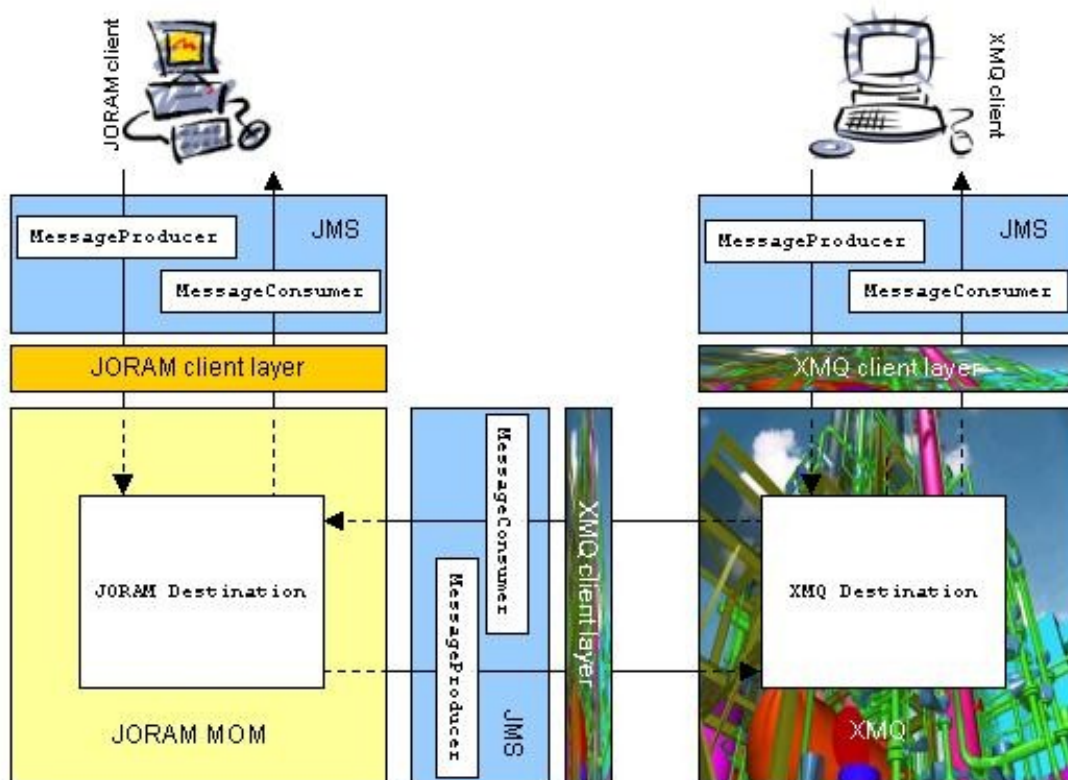 JORAM client
XMQ client
JMS
MessageProducer
MessageConsumer
JMS
MessageProducer
MessageConsumer
JORAM client layer
XMQ client layer
MessageConsumer
XMQ client layer
JORAM Destination
MessageProducer
XMQ Destination
JORAM MOM
JMS
XMQ